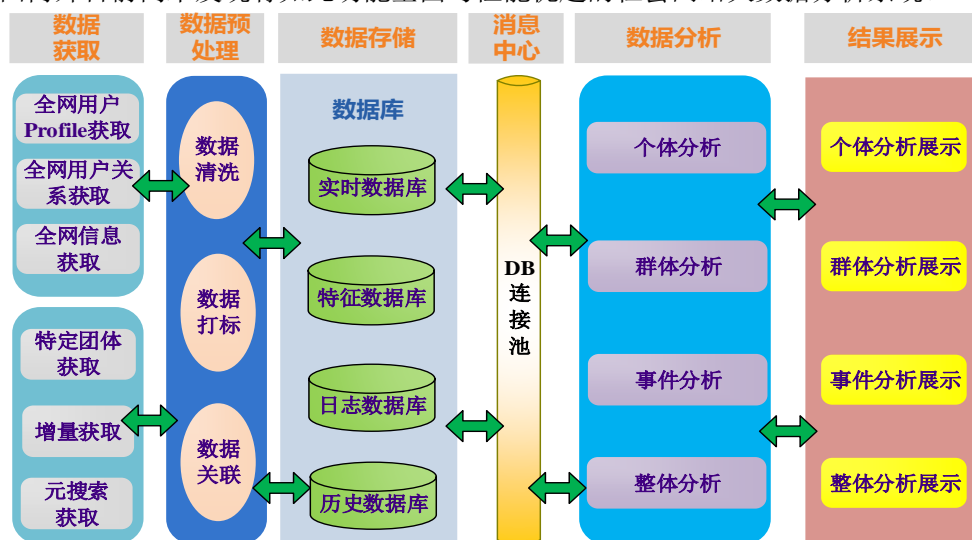 数据
获取
数据预
处理
数据存储
消息
中心
数据分析
结果展示
全网用户
Profile获取
全网用户关
系获取
全网信息
获取
特定团体
获取
增量获取
元搜索
获取
数据
清洗
数据
打标
数据
关联
数据库
实时数据库
特征数据库
日志数据库
历史数据库
DB
连
接
池
个体分析
群体分析
事件分析
整体分析
个体分析展示
群体分析展示
事件分析展示
整体分析展示